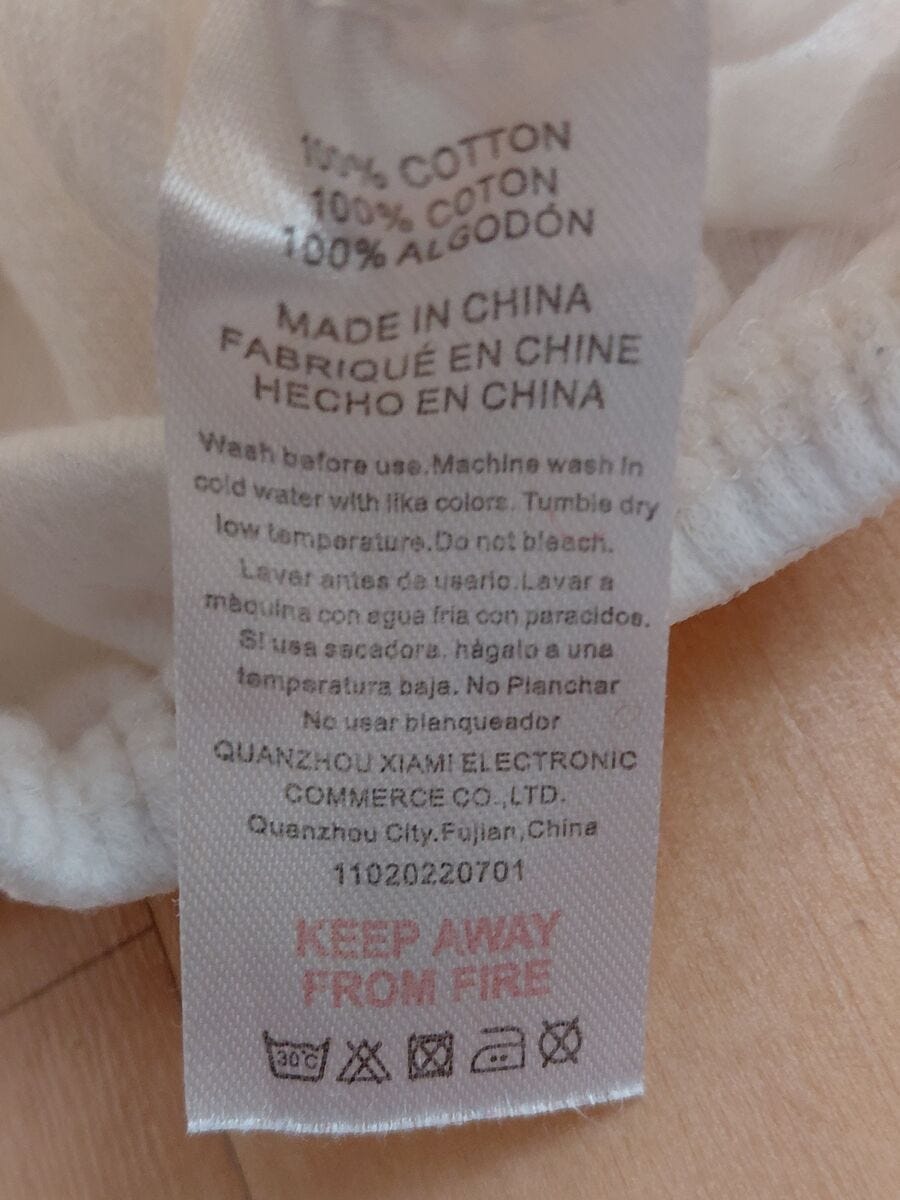 100% COTTON
100% COTON
100% ALGODÓN
MADE IN CHINA
FABRIQUÉ EN CHINE
HECHO EN CHINA
Wash before use.Machine wash in
cold water with like colors. Tumble dry
low temperature.Do not bleach.
Lavar antes de usarlo.Lavar a
màquina con agua fria con paracidos.
Si usa secadora. hágalo a una
temperatura baja. No Planchar
No usar blanqueador
QUANZHOU XIAMI ELECTRONIC
COMMERCE CO.,LTD.
Quanzhou City.Fujian,China
11020220701
KEEP AWAY
FROM FIRE
30°C